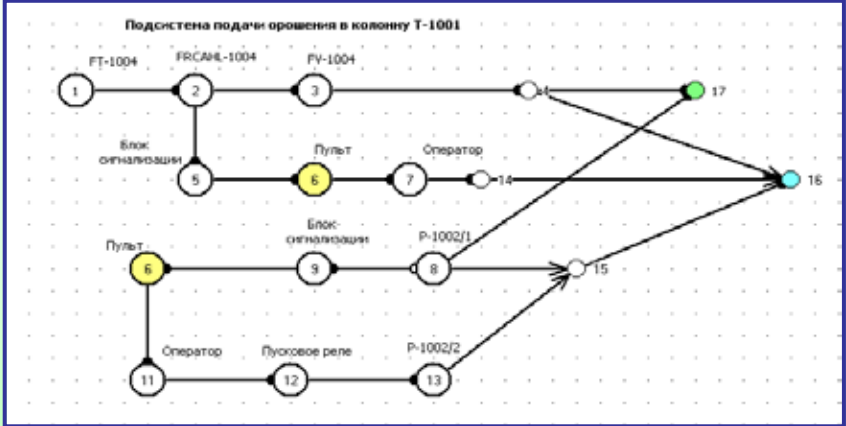 Подсистема подачи орошения в колонну Т-1001
FT-1004
FRCAHL-1004
FV-1004
1
2
3
4
17
Блок
сигнализации
Пульт
Оператор
5
6
7
14
16
Пульт
Блок
сигнализации
P-1002/1
6
9
8
15
Оператор
Пусковое реле
P-1002/2
11
12
13